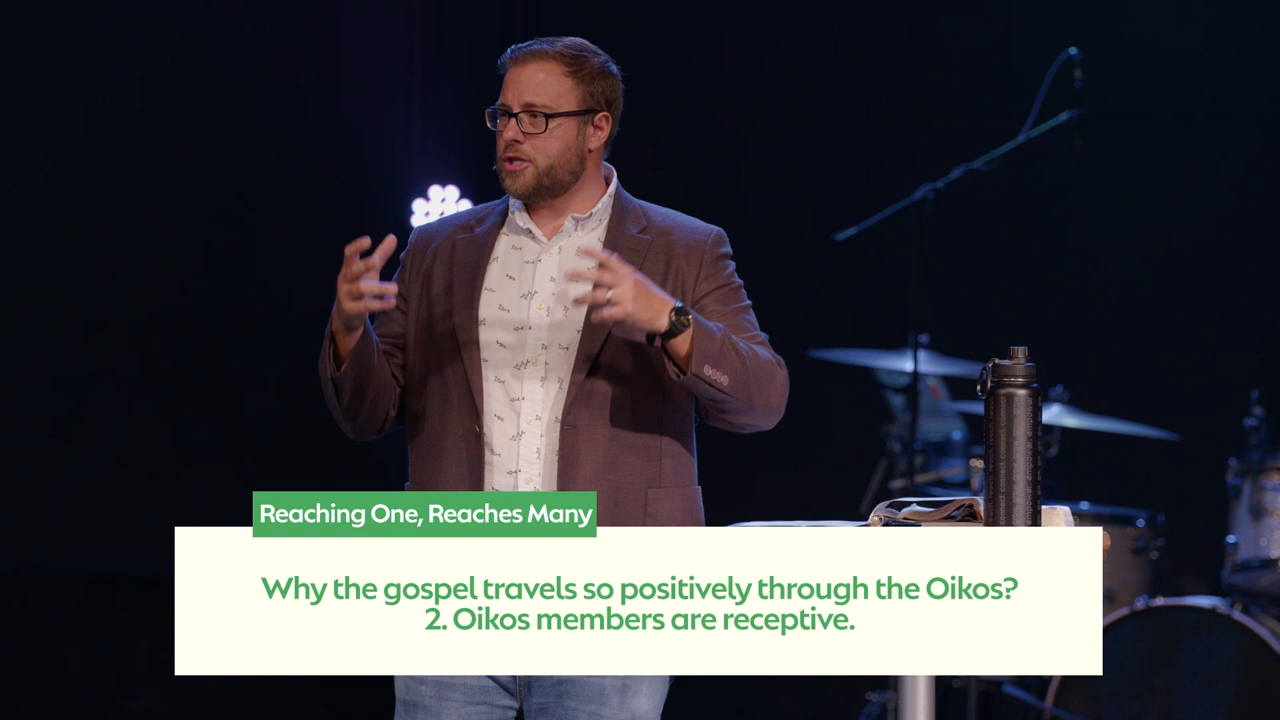 Reaching One, Reaches Many
Why the gospel travels so positively through the Oikos?
2. Oikos members are receptive.